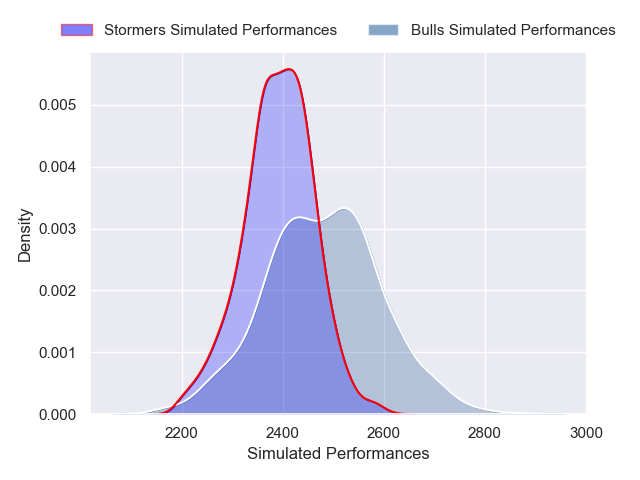 Stormers Simulated Performances
Bulls Simulated Performances
Density
0.005
0.004
0.003
0.002
0.001
0.000
2200
2400
2600
2800
3000
Simulated Performances